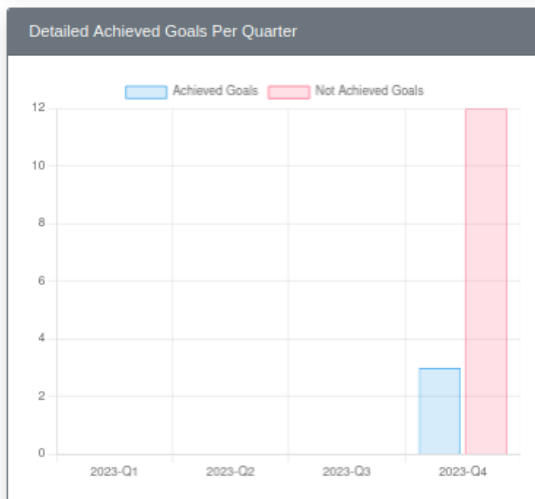 Detailed Achieved Goals Per Quarter
Achieved Goals Not Achieved Goals
12
10
8
6
4
2
0
2023-Q1 2023-Q2 2023-Q3 2023-Q4